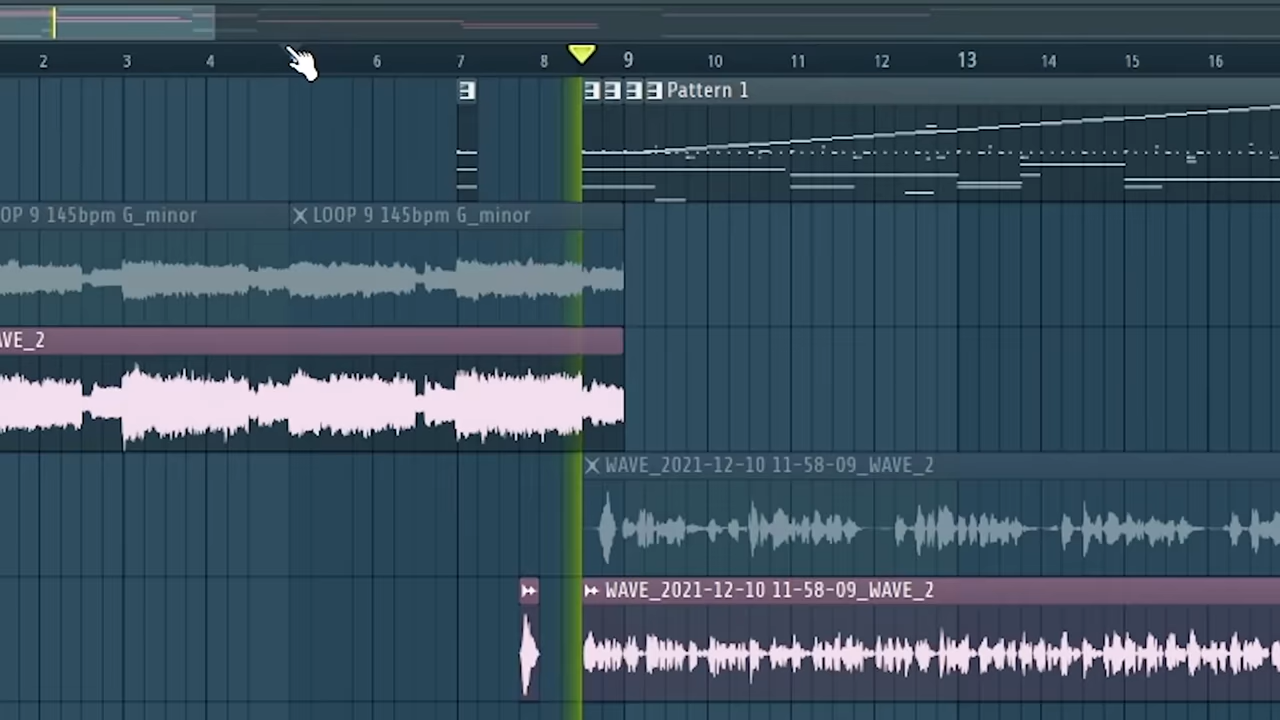 2 3 4 6 7 8 9 10 11 12 13 14 15 16
Pattern 1
OP 9 145bpm G_minor LOOP 9 145bpm G_minor
AVE_2
WAVE_2021-12-10 11-58-09_WAVE_2
WAVE_2021-12-10 11-58-09_WAVE_2